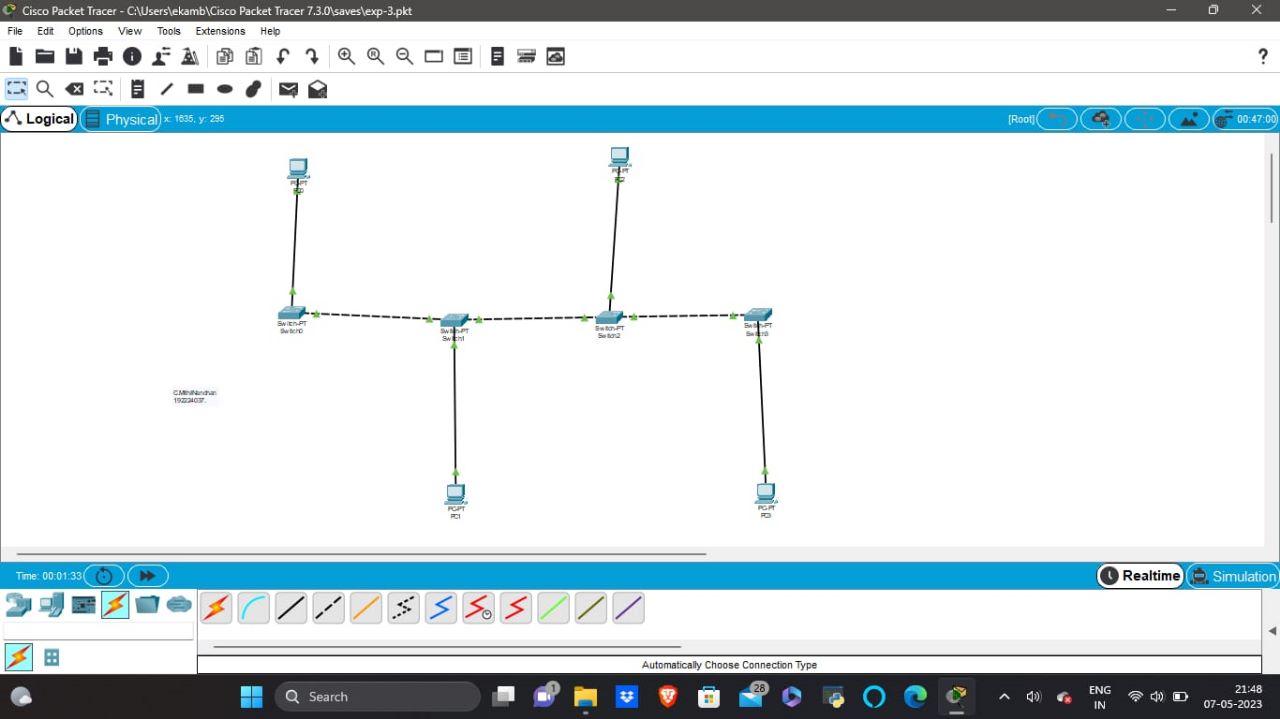 Cisco Packet Tracer - C:\Users\ekamb\Cisco Packet Tracer 7.3.0\saves\exp-3.pkt
File Edit Options View Tools Extensions Help
?
Logical Physical x: 1635, y: 295 [Root] 00:47:00
PC-PT
PC-PT
PC2
Switch-PT
Switch0
Switch-PT
Switch1
Switch-PT
Switch2
Switch-PT
Switch3
C.MithilNandhan
192224037.
PC-PT
PC1
PC-PT
PC3
Time: 00:01:33 Realtime Simulation
Automatically Choose Connection Type
Search 1 28 ENG
IN
21:48
07-05-2023